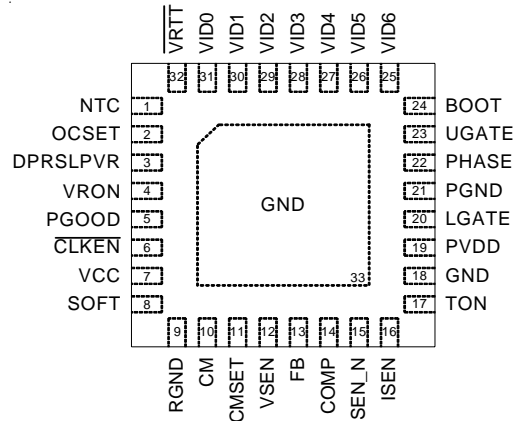 VRTT VID0 VID1 VID2 VID3 VID4 VID5 VID6
32 31 30 29 28 27 26 25
NTC 1 24 BOOT
OCSET 2 23 UGATE
DPRSLPVR 3 22 PHASE
VRON 4 21 PGND
PGOOD 5 20 LGATE
CLKEN 6 19 PVDD
VCC 7 18 GND
SOFT 8 17 TON
GND
33
9 10 11 12 13 14 15 16
RGND CM CMSET VSEN FB COMP SEN_N ISEN